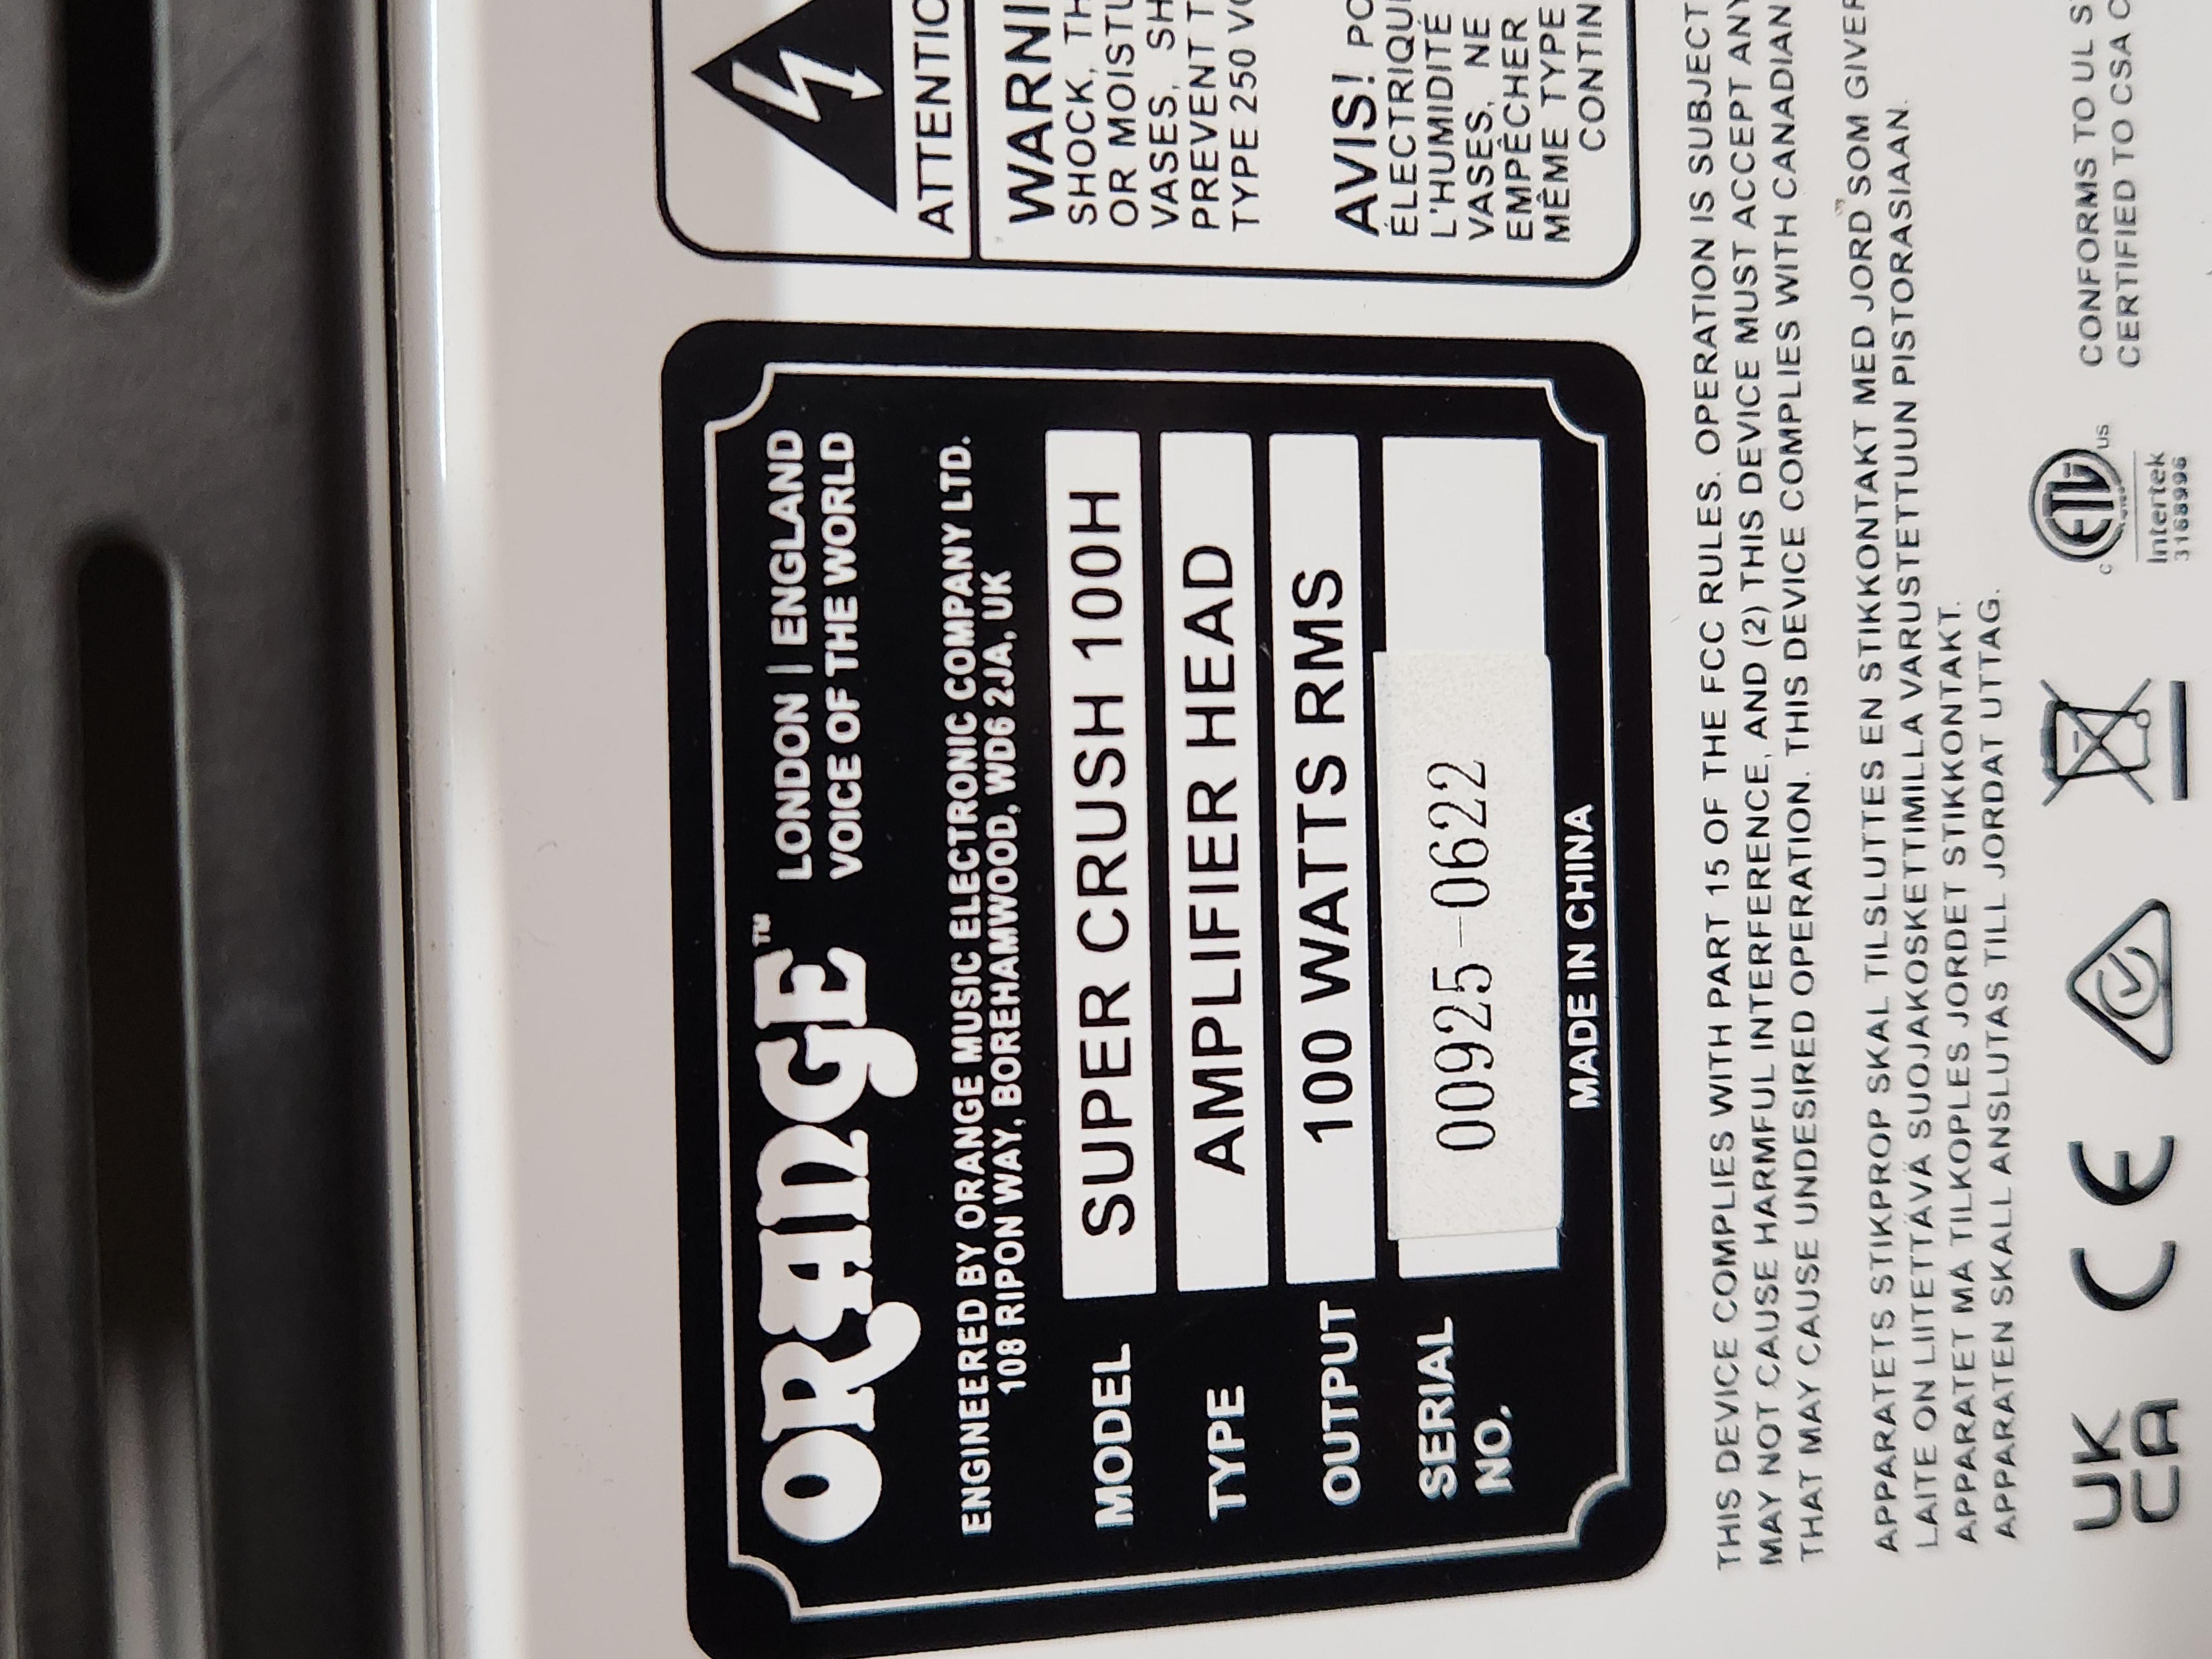 ATTENTIO
WARNI
SHOCK, TH
OR MOISTU
VASES, SH
PREVENT T
TYPE 250 V
AVIS! PO
ÉLECTRIQU
L'HUMIDITÉ
VASES. NE
EMPÊCHER
MÊME TYPE
CONTIN
ORANGE™ LONDON | ENGLAND
VOICE OF THE WORLD
ENGINEERED BY ORANGE MUSIC ELECTRONIC COMPANY LTD.
108 RIPON WAY, BOREHAMWOOD, WD6 2JA, UK
MODEL SUPER CRUSH 100H
TYPE AMPLIFIER HEAD
OUTPUT 100 WATTS RMS
SERIAL NO. 00925-0622
MADE IN CHINA
THIS DEVICE COMPLIES WITH PART 15 OF THE FCC RULES. OPERATION IS SUBJECT
MAY NOT CAUSE HARMFUL INTERFERENCE, AND (2) THIS DEVICE MUST ACCEPT ANY
THAT MAY CAUSE UNDESIRED OPERATION. THIS DEVICE COMPLIES WITH CANADIAN
APPARATETS STIKPROP SKAL TILSLUTTES EN STIKKONTAKT MED JORD SOM GIVER
LAITE ON LIITETTÄVÄ SUOJAKOSKETTIMILLA VARUSTETTUUN PISTORASIAAN.
APPARATET MÅ TILKOPLES JORDET STIKKONTAKT.
APPARATEN SKALL ANSLUTAS TILL JORDAT UTTAG.
UK
CA
CE
c ETL us
Intertek
3168996
CONFORMS TO UL S
CERTIFIED TO CSA C